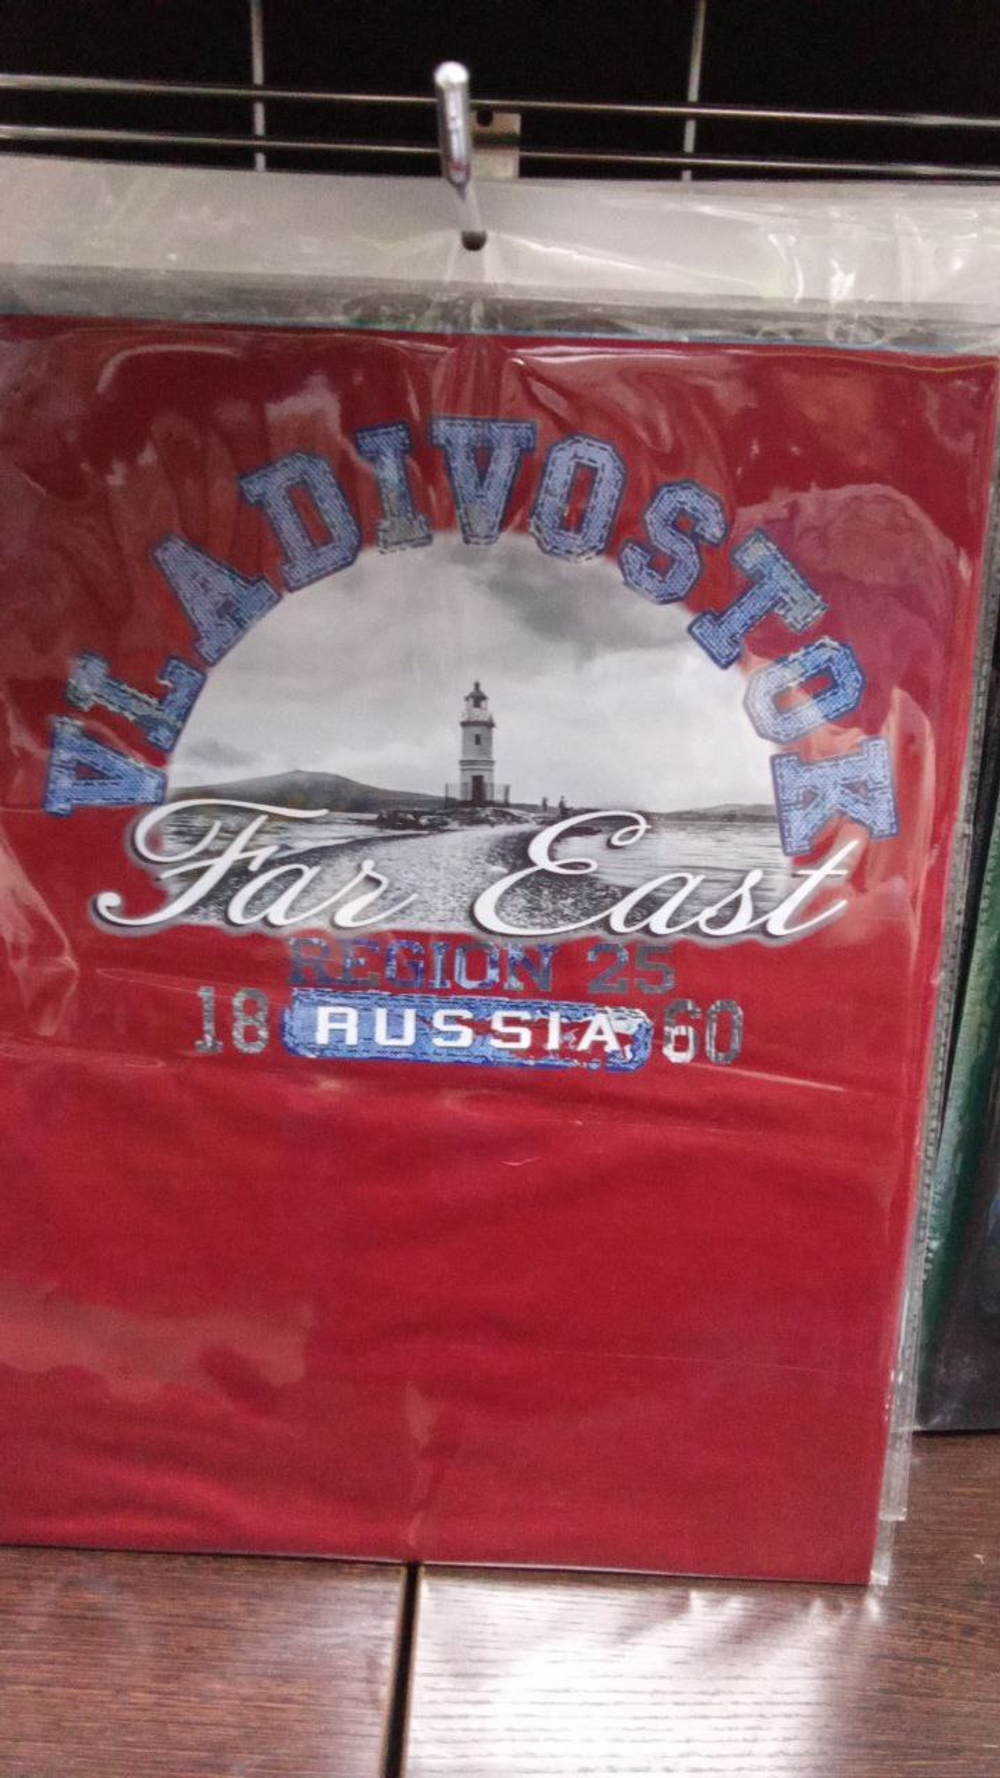 VLADIVOSTOK
Far East
REGION 25
18 RUSSIA 60